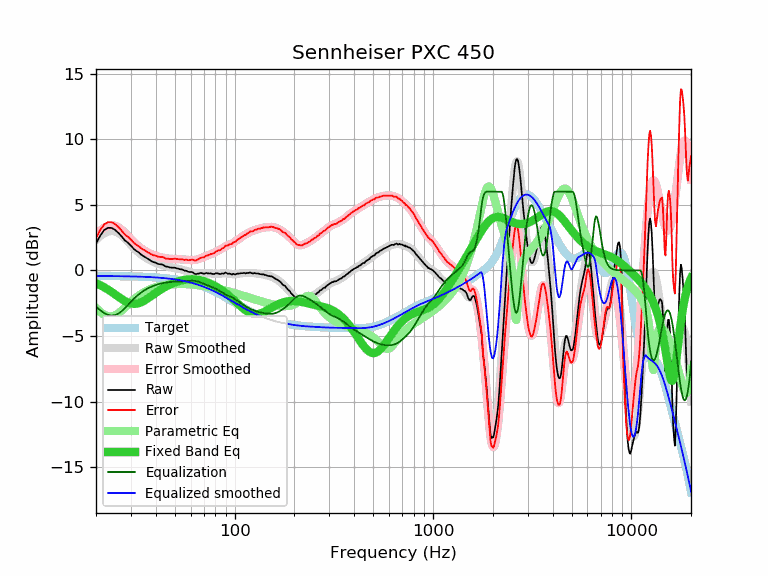 Sennheiser PXC 450
15
10
5
0
−5
−10
−15
Amplitude (dBr)
Target
Raw Smoothed
Error Smoothed
Raw
Error
Parametric Eq
Fixed Band Eq
Equalization
Equalized smoothed
100
1000
10000
Frequency (Hz)